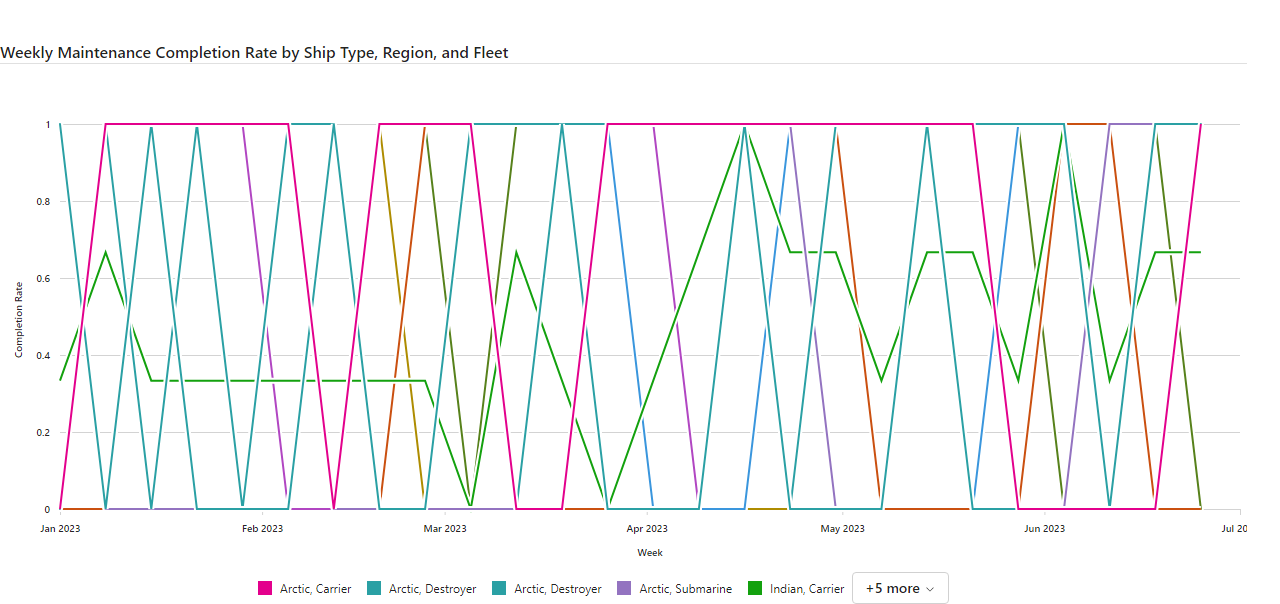 Weekly Maintenance Completion Rate by Ship Type, Region, and Fleet
1
0.8
0.6
0.4
0.2
0
Completion Rate
Jan 2023 Feb 2023 Mar 2023 Apr 2023 May 2023 Jun 2023 Jul 20
Week
Arctic, Carrier Arctic, Destroyer Arctic, Destroyer Arctic, Submarine Indian, Carrier +5 more